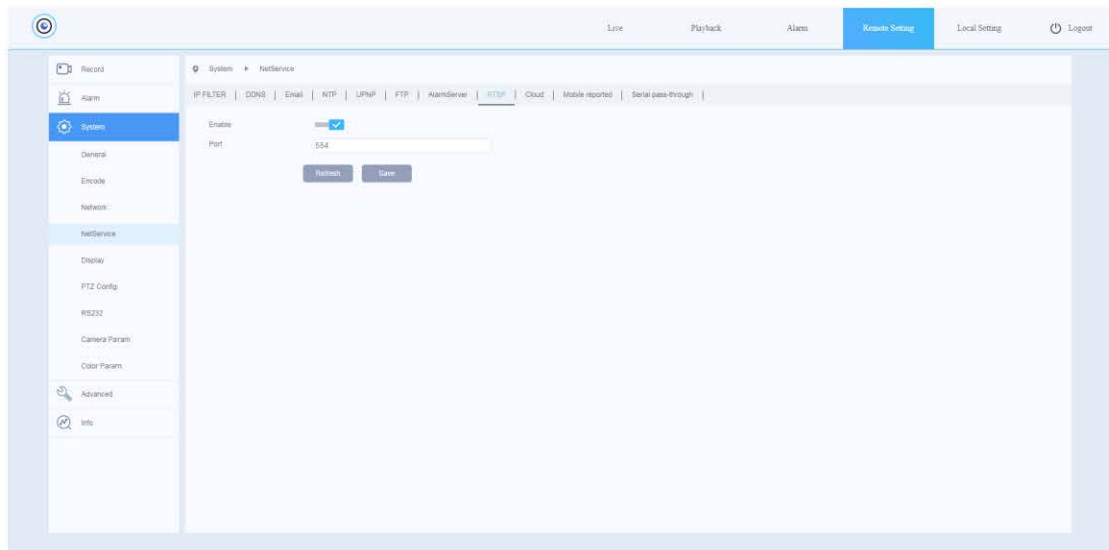 Live Playback Alarm Remote Setting Local Setting Logout
Record
System NetService
Alarm
IP FILTER | DDNS | Email | NTP | UPNP | FTP | AlarmServer | RTSP | Cloud | Mobile reported | Serial pass-through |
System
Enable
Port 554
General
Refresh Save
Encode
Network
NetService
Display
PTZ Config
RS232
Camera Param
Color Param
Advanced
Info